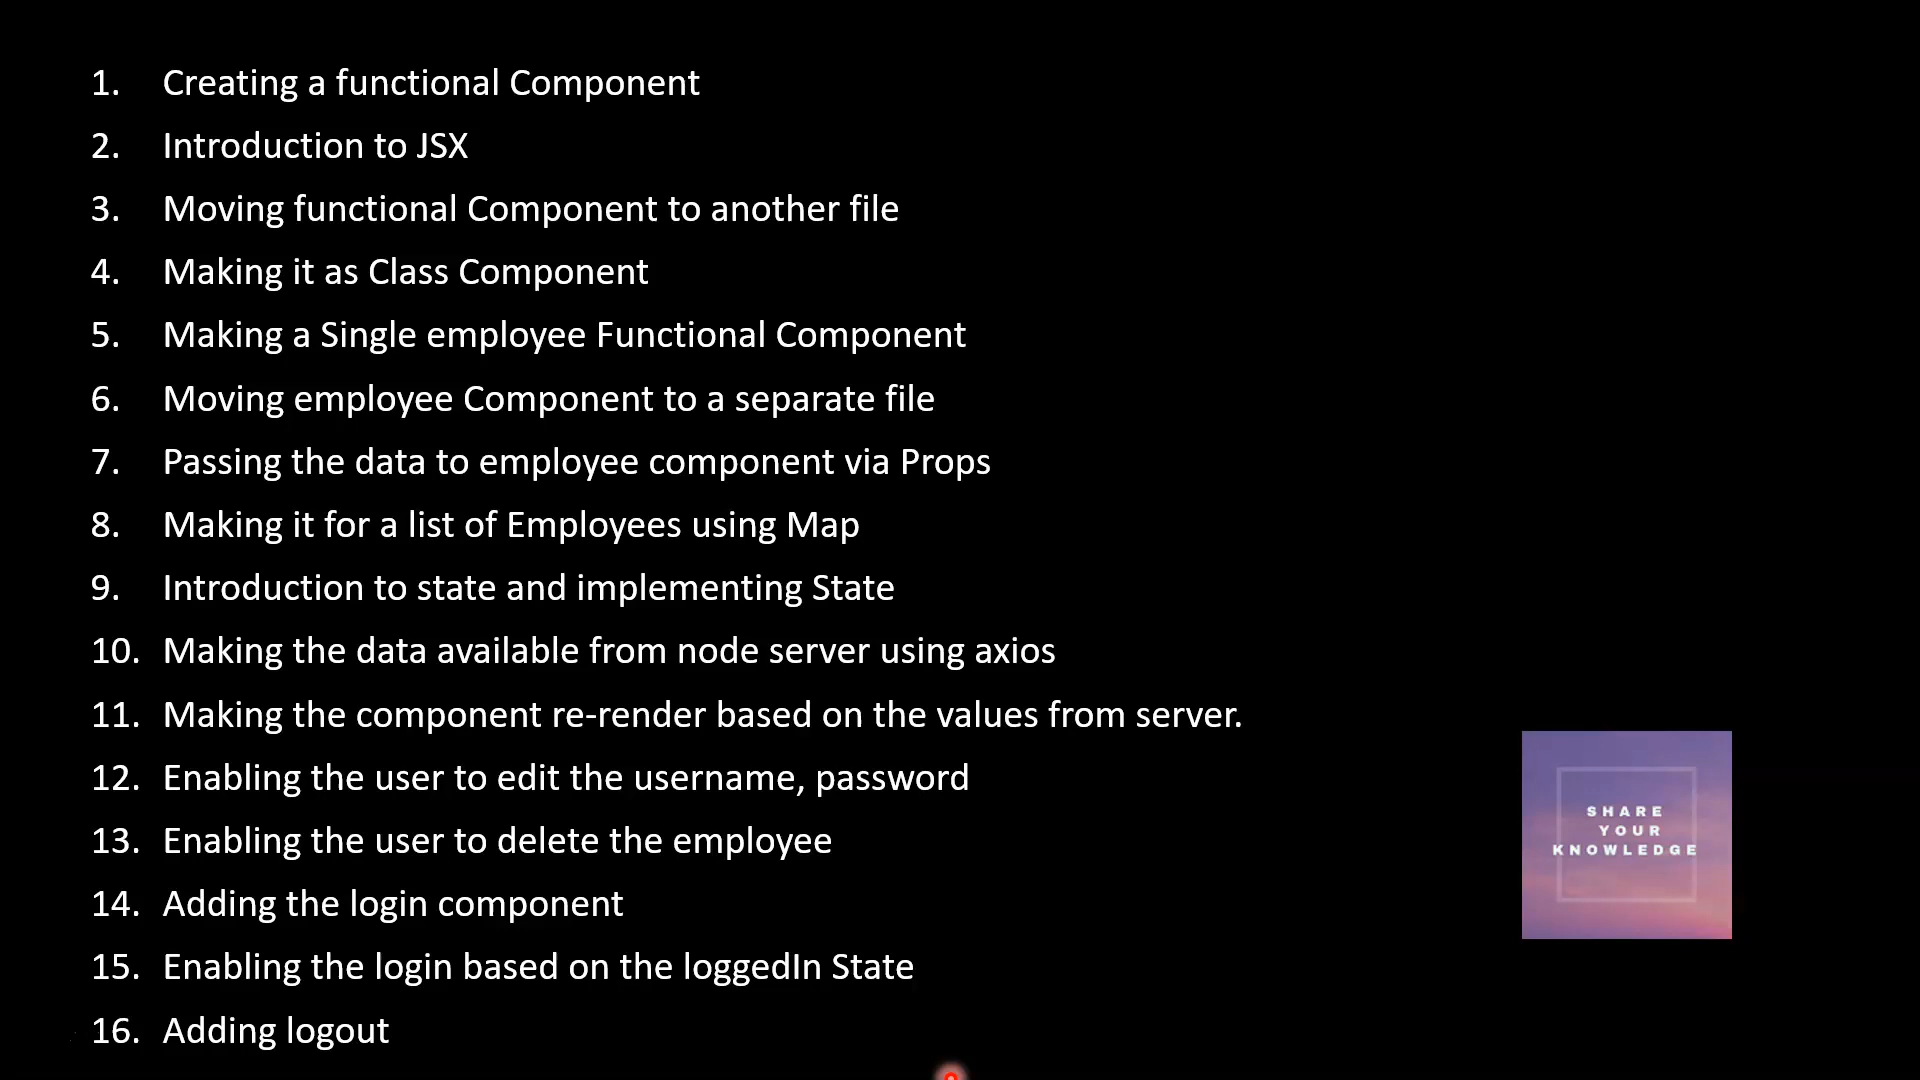 1. Creating a functional Component
2. Introduction to JSX
3. Moving functional Component to another file
4. Making it as Class Component
5. Making a Single employee Functional Component
6. Moving employee Component to a separate file
7. Passing the data to employee component via Props
8. Making it for a list of Employees using Map
9. Introduction to state and implementing State
10. Making the data available from node server using axios
11. Making the component re-render based on the values from server.
12. Enabling the user to edit the username, password
13. Enabling the user to delete the employee
14. Adding the login component
15. Enabling the login based on the loggedIn State
16. Adding logout
SHARE
YOUR
KNOWLEDGE